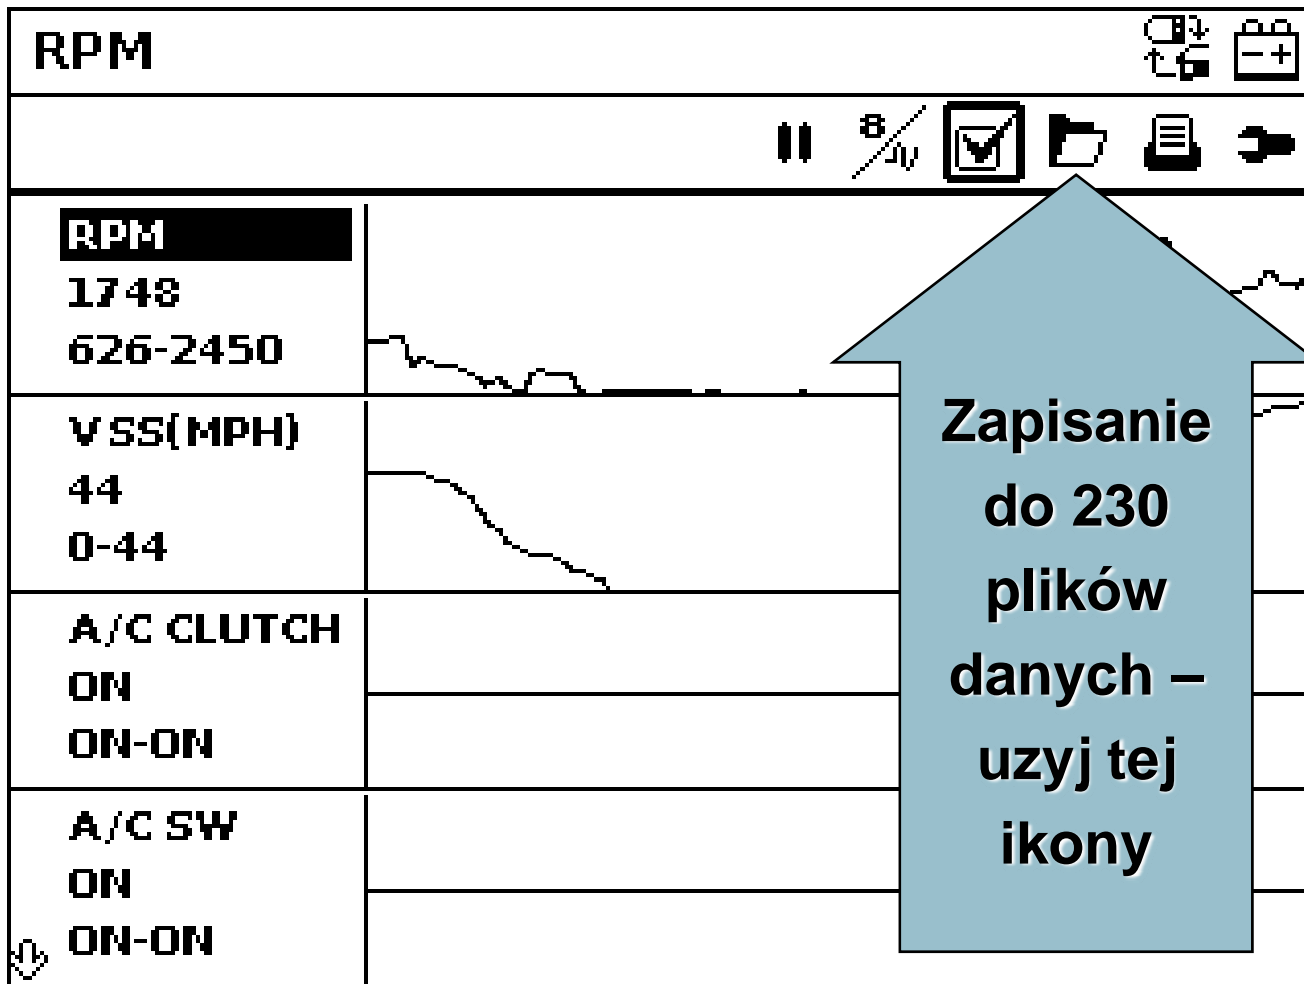 RPM
RPM
1748
626-2450
VSS(MPH)
44
0-44
A/C CLUTCH
ON
ON-ON
A/C SW
ON
ON-ON
Zapisanie
do 230
plików
danych –
uzyj tej
ikony